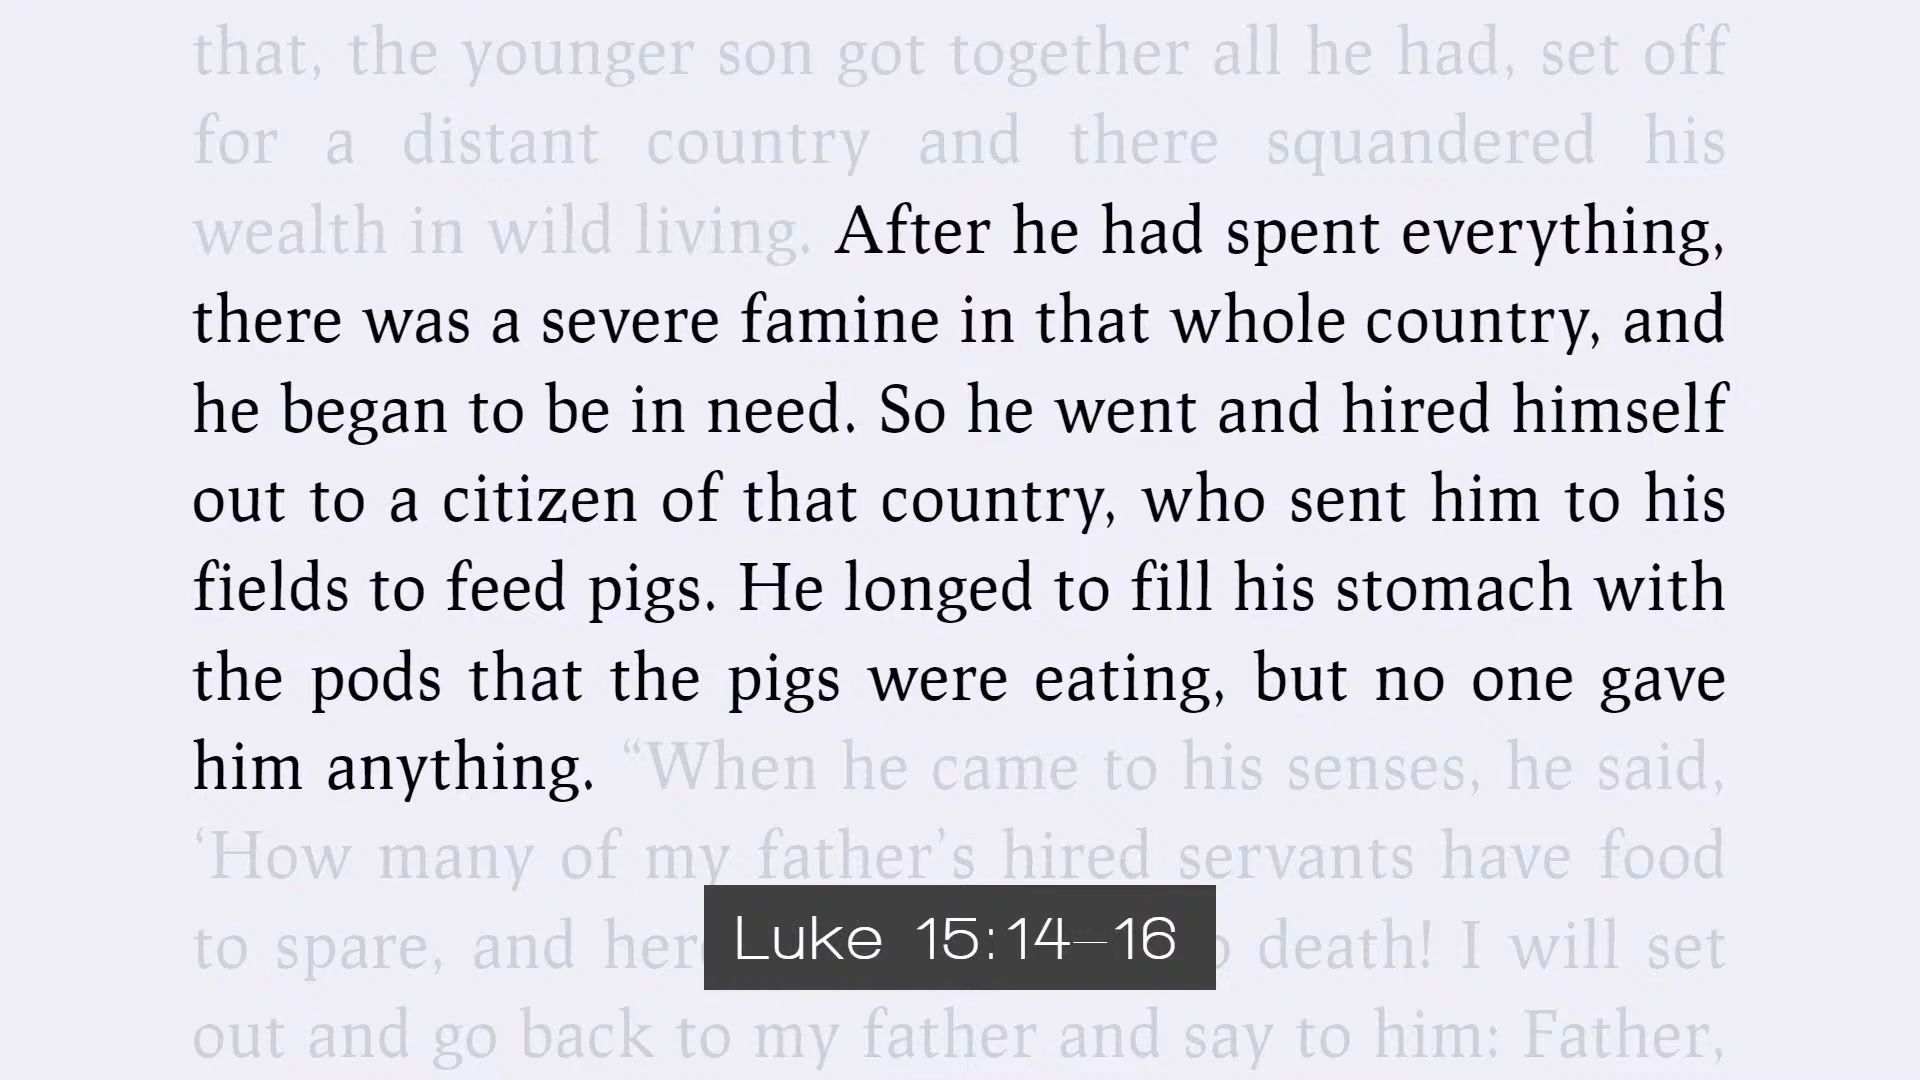 that, the younger son got together all he had, set off
for a distant country and there squandered his
wealth in wild living. After he had spent everything,
there was a severe famine in that whole country, and
he began to be in need. So he went and hired himself
out to a citizen of that country, who sent him to his
fields to feed pigs. He longed to fill his stomach with
the pods that the pigs were eating, but no one gave
him anything. “When he came to his senses, he said,
‘How many of my father’s hired servants have food
to spare, and death! I will set
Luke 15:14–16
out and go back to my father and say to him: Father,